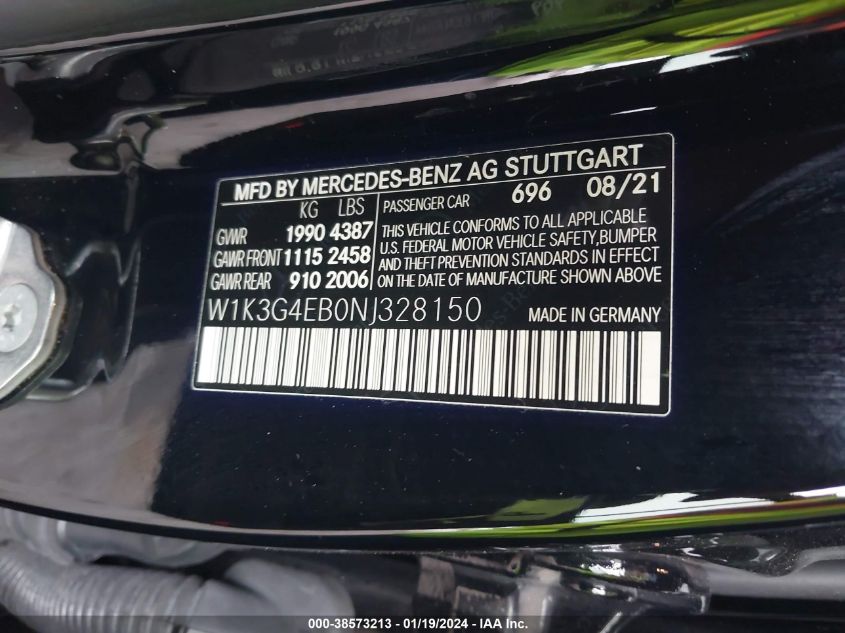 MFD BY MERCEDES-BENZ AG STUTTGART
KG LBS PASSENGER CAR 696 08/21
GVWR 1990 4387
GAWR FRONT 1115 2458
GAWR REAR 910 2006
THIS VEHICLE CONFORMS TO ALL APPLICABLE
U.S. FEDERAL MOTOR VEHICLE SAFETY,BUMPER
AND THEFT PREVENTION STANDARDS IN EFFECT
ON THE DATE OF MANUFACTURE SHOWN ABOVE
W1K3G4EB0NJ328150 MADE IN GERMANY
000-38573213 - 01/19/2024 - IAA Inc.